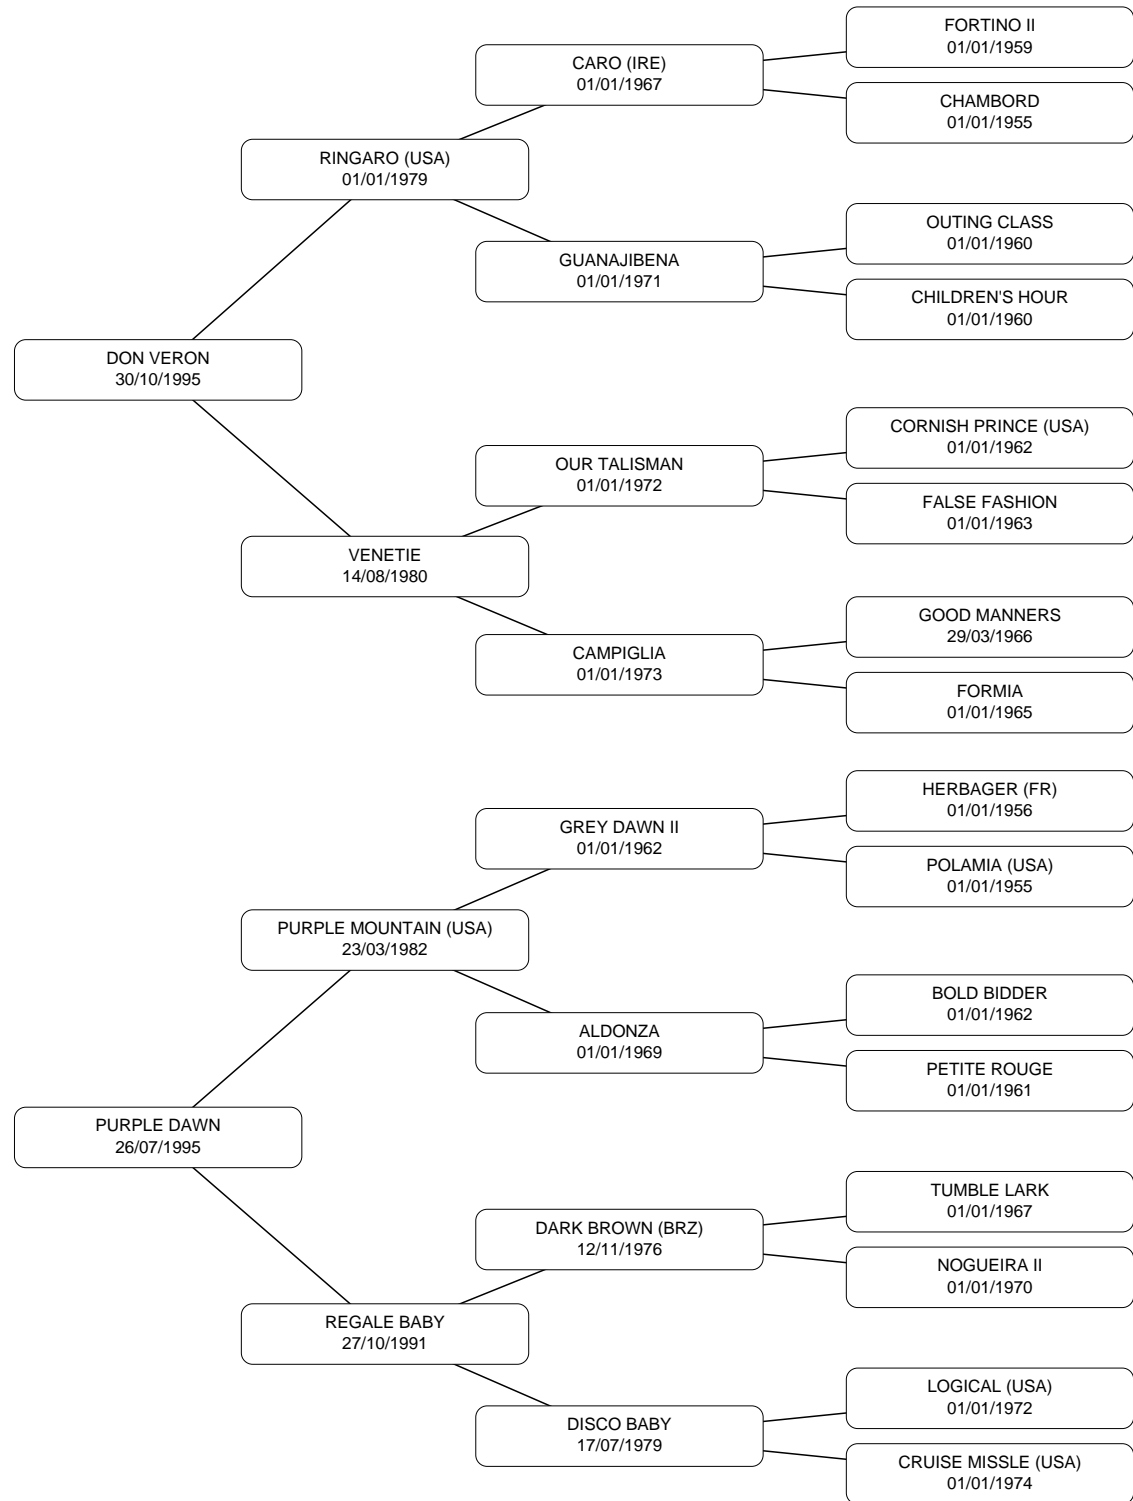 FORTINO II
01/01/1959
CARO (IRE)
01/01/1967
CHAMBORD
01/01/1955
RINGARO (USA)
01/01/1979
OUTING CLASS
01/01/1960
GUANAJIBENA
01/01/1971
CHILDREN'S HOUR
01/01/1960
DON VERON
30/10/1995
CORNISH PRINCE (USA)
01/01/1962
OUR TALISMAN
01/01/1972
FALSE FASHION
01/01/1963
VENETIE
14/08/1980
GOOD MANNERS
29/03/1966
CAMPIGLIA
01/01/1973
FORMIA
01/01/1965
HERBAGER (FR)
01/01/1956
GREY DAWN II
01/01/1962
POLAMIA (USA)
01/01/1955
PURPLE MOUNTAIN (USA)
23/03/1982
BOLD BIDDER
01/01/1962
ALDONZA
01/01/1969
PETITE ROUGE
01/01/1961
PURPLE DAWN
26/07/1995
TUMBLE LARK
01/01/1967
DARK BROWN (BRZ)
12/11/1976
NOGUEIRA II
01/01/1970
REGALE BABY
27/10/1991
LOGICAL (USA)
01/01/1972
DISCO BABY
17/07/1979
CRUISE MISSLE (USA)
01/01/1974